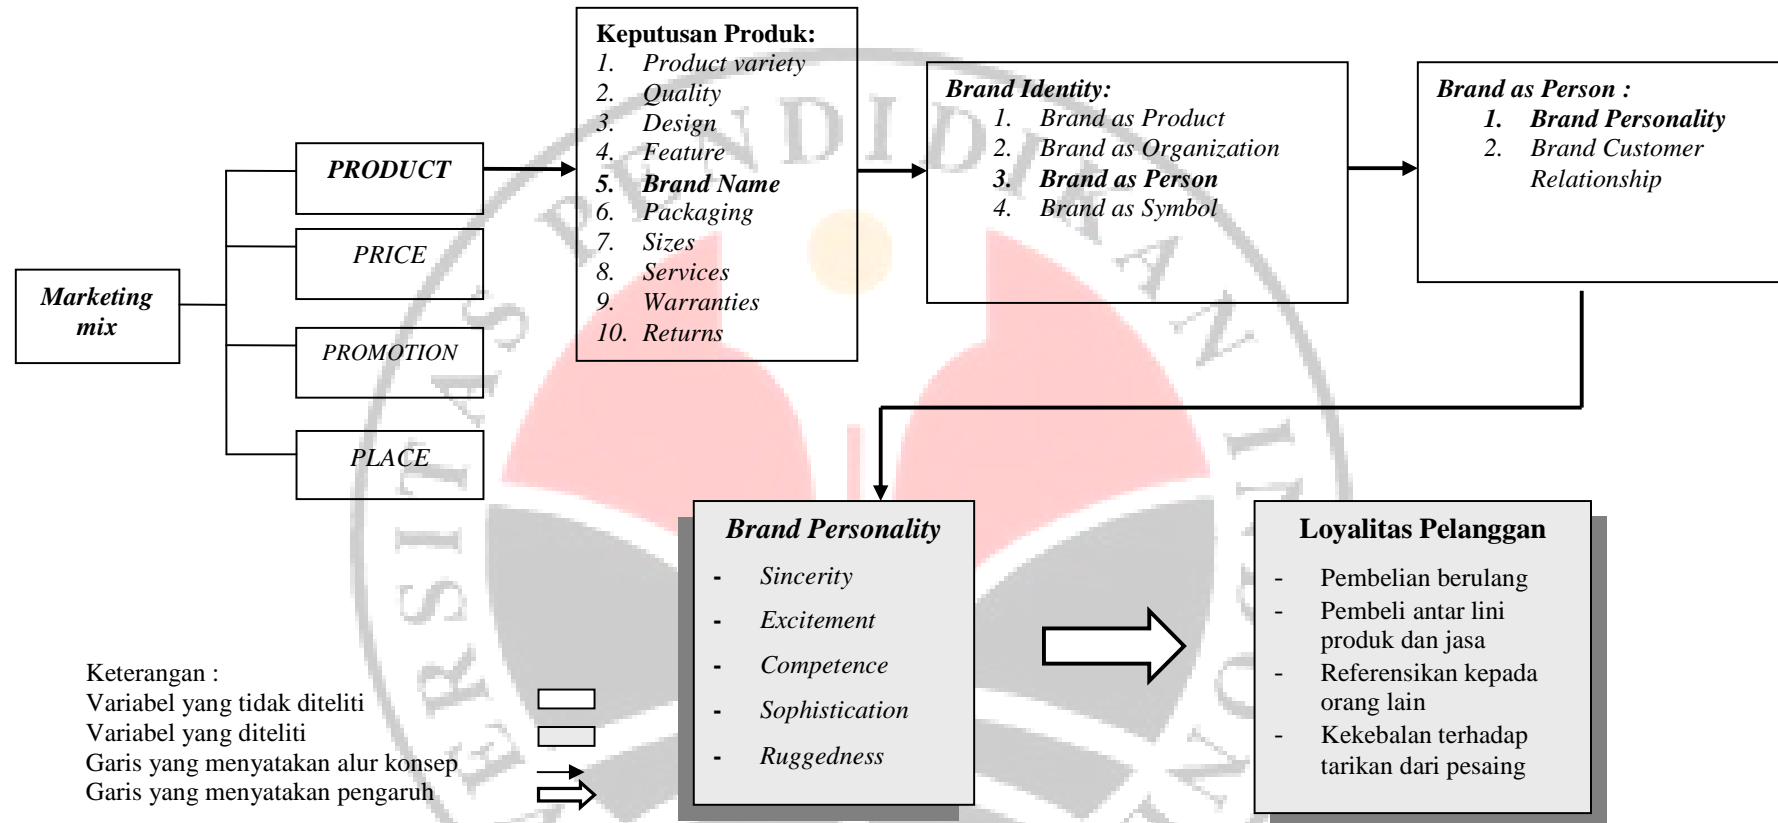 Marketing
mix
PRODUCT
PRICE
PROMOTION
PLACE
Keputusan Produk:
1. Product variety
2. Quality
3. Design
4. Feature
5. Brand Name
6. Packaging
7. Sizes
8. Services
9. Warranties
10. Returns
Brand Identity:
1. Brand as Product
2. Brand as Organization
3. Brand as Person
4. Brand as Symbol
Brand as Person :
1. Brand Personality
2. Brand Customer
Relationship
Brand Personality
- Sincerity
- Excitement
- Competence
- Sophistication
- Ruggedness
Loyalitas Pelanggan
- Pembelian berulang
- Pembeli antar lini
produk dan jasa
- Referensikan kepada
orang lain
- Kekebalan terhadap
tarikan dari pesaing
Keterangan :
Variabel yang tidak diteliti
Variabel yang diteliti
Garis yang menyatakan alur konsep
Garis yang menyatakan pengaruh